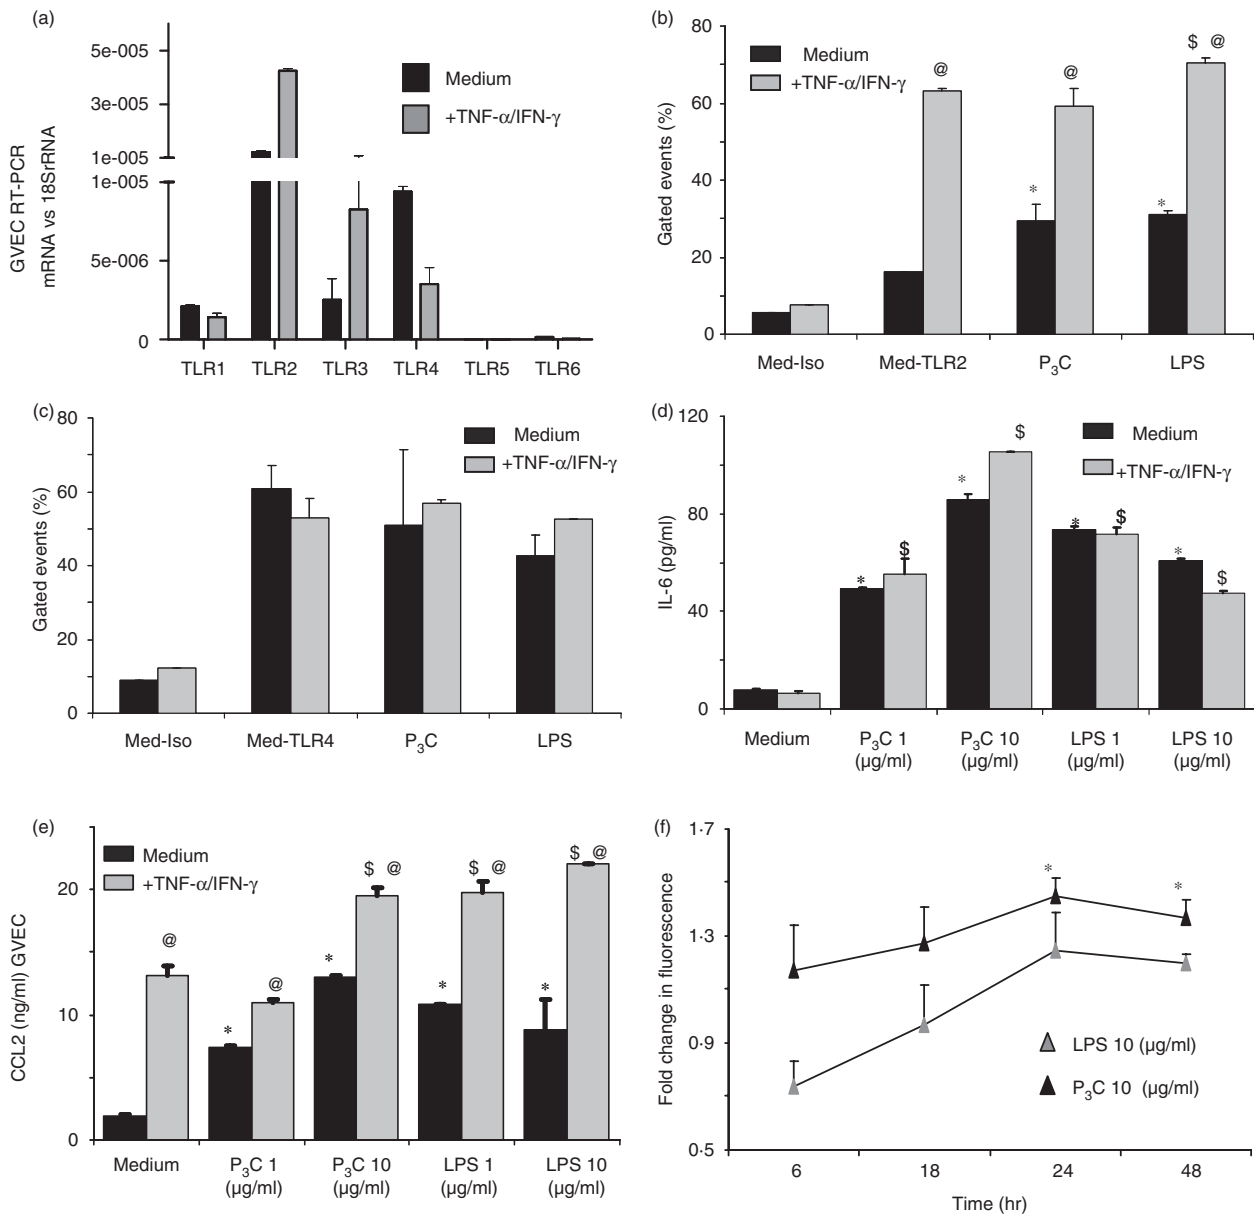 (a)
GVEC RT-PCR
mRNA vs 18SrRNA
5e-005
3e-005
1e-005
1e-005
5e-006
0
Medium
+TNF-α/IFN-γ
TLR1 TLR2 TLR3 TLR4 TLR5 TLR6
(b)
Gated events (%)
80
60
40
20
0
Medium
+TNF-α/IFN-γ
@
*
@
*
$ @
Med-Iso Med-TLR2 P₃C LPS
(c)
Gated events (%)
80
60
40
20
0
Medium
+TNF-α/IFN-γ
Med-Iso Med-TLR4 P₃C LPS
(d)
IL-6 (pg/ml)
120
80
40
0
Medium
+TNF-α/IFN-γ
*
$
*
$
*
$
*
$
Medium P₃C 1 P₃C 10 LPS 1 LPS 10
(µg/ml) (µg/ml) (µg/ml) (µg/ml)
(e)
CCL2 (ng/ml) GVEC
20
10
0
Medium
+TNF-α/IFN-γ
@
*
@
*
$ @
*
$ @
*
$ @
Medium P₃C 1 P₃C 10 LPS 1 LPS 10
(µg/ml) (µg/ml) (µg/ml) (µg/ml)
(f)
Fold change in fluorescence
1·7
1·3
0·9
0·5
*
*
LPS 10 (µg/ml)
P₃C 10 (µg/ml)
6 18 24 48
Time (hr)